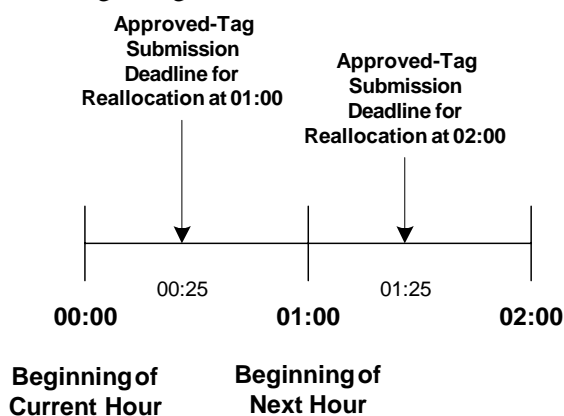 Approved-Tag
Submission
Deadline for
Reallocation at 01:00
Approved-Tag
Submission
Deadline for
Reallocation at 02:00
00:25
01:25
00:00
01:00
02:00
Beginning of
Current Hour
Beginning of
Next Hour